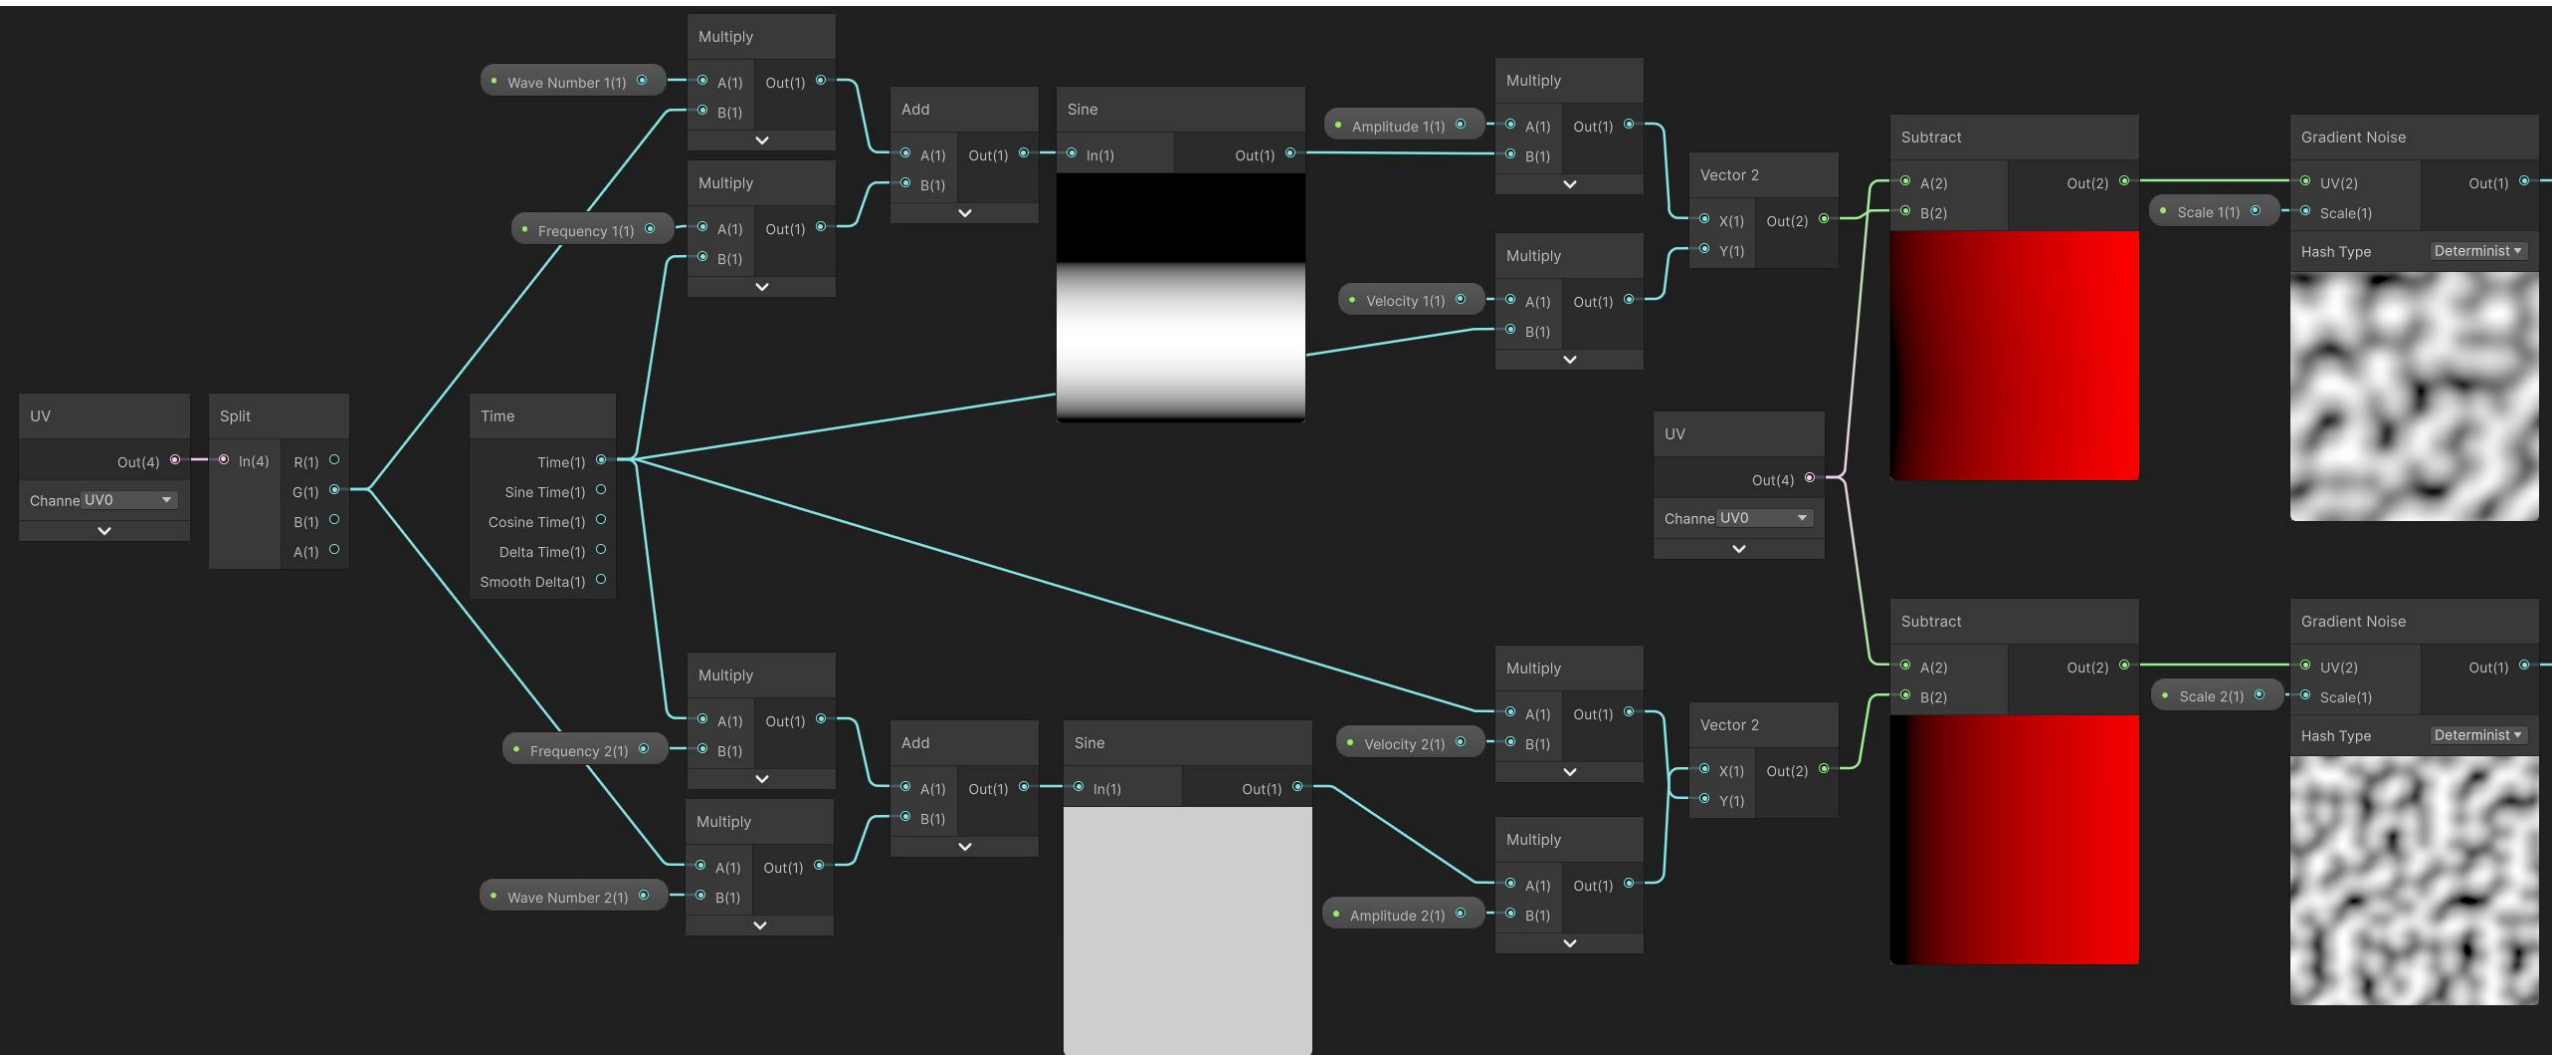 Multiply
Wave Number 1(1)
A(1) Out(1)
B(1)
Multiply
Frequency 1(1)
A(1) Out(1)
B(1)
Add
A(1) Out(1)
B(1)
Sine
In(1) Out(1)
Multiply
Amplitude 1(1)
A(1) Out(1)
B(1)
Multiply
Velocity 1(1)
A(1) Out(1)
B(1)
Vector 2
X(1) Out(2)
Y(1)
Subtract
A(2) Out(2)
B(2)
Gradient Noise
UV(2) Out(1)
Scale 1(1)
Scale(1)
Hash Type Determinist
UV
Out(4)
Channe UV0
Split
In(4) R(1)
G(1)
B(1)
A(1)
Time
Time(1)
Sine Time(1)
Cosine Time(1)
Delta Time(1)
Smooth Delta(1)
UV
Out(4)
Channe UV0
Multiply
A(1) Out(1)
Frequency 2(1)
B(1)
Multiply
A(1) Out(1)
Wave Number 2(1)
B(1)
Add
A(1) Out(1)
B(1)
Sine
In(1) Out(1)
Multiply
A(1) Out(1)
Velocity 2(1)
B(1)
Multiply
A(1) Out(1)
Amplitude 2(1)
B(1)
Vector 2
X(1) Out(2)
Y(1)
Subtract
A(2) Out(2)
B(2)
Gradient Noise
UV(2) Out(1)
Scale 2(1)
Scale(1)
Hash Type Determinist